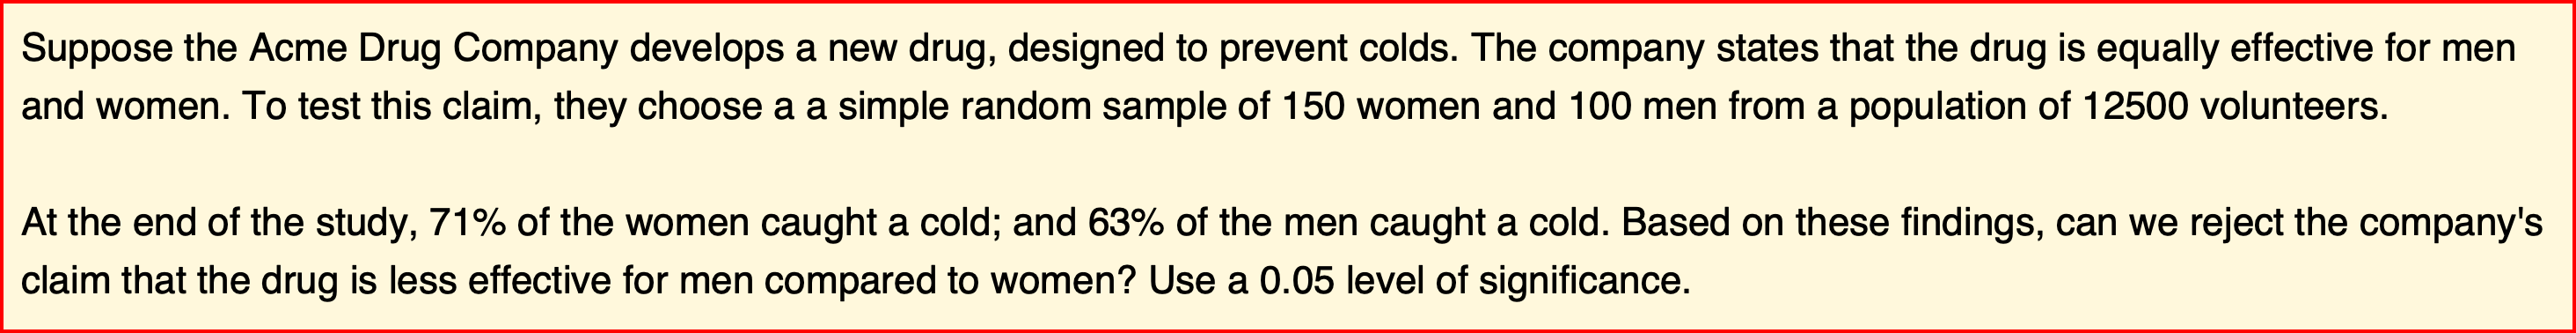 Suppose the Acme Drug Company develops a new drug, designed to prevent colds. The company states that the drug is equally effective for men
and women. To test this claim, they choose a a simple random sample of 150 women and 100 men from a population of 12500 volunteers.
At the end of the study, 71% of the women caught a cold; and 63% of the men caught a cold. Based on these findings, can we reject the company's
claim that the drug is less effective for men compared to women? Use a 0.05 level of significance.